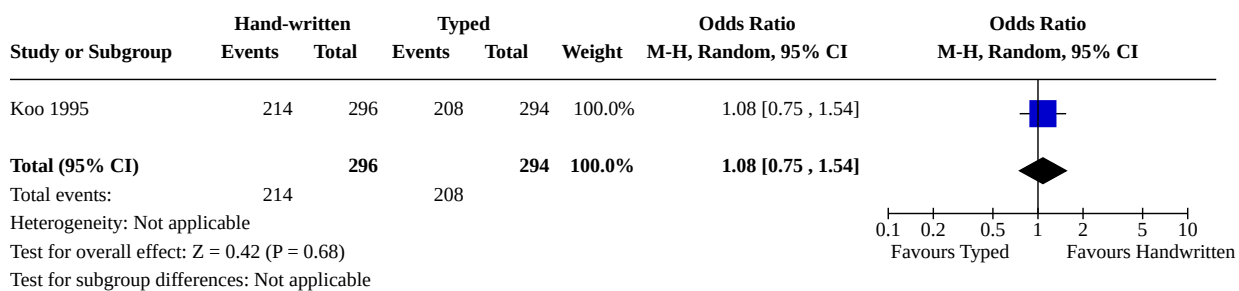 Hand-written Typed Odds Ratio Odds Ratio
Study or Subgroup Events Total Events Total Weight M-H, Random, 95% CI M-H, Random, 95% CI
Koo 1995 214 296 208 294 100.0% 1.08 [0.75 , 1.54]
Total (95% CI) 296 294 100.0% 1.08 [0.75 , 1.54]
Total events: 214 208
Heterogeneity: Not applicable
0.1 0.2 0.5 1 2 5 10
Test for overall effect: Z = 0.42 (P = 0.68) Favours Typed Favours Handwritten
Test for subgroup differences: Not applicable